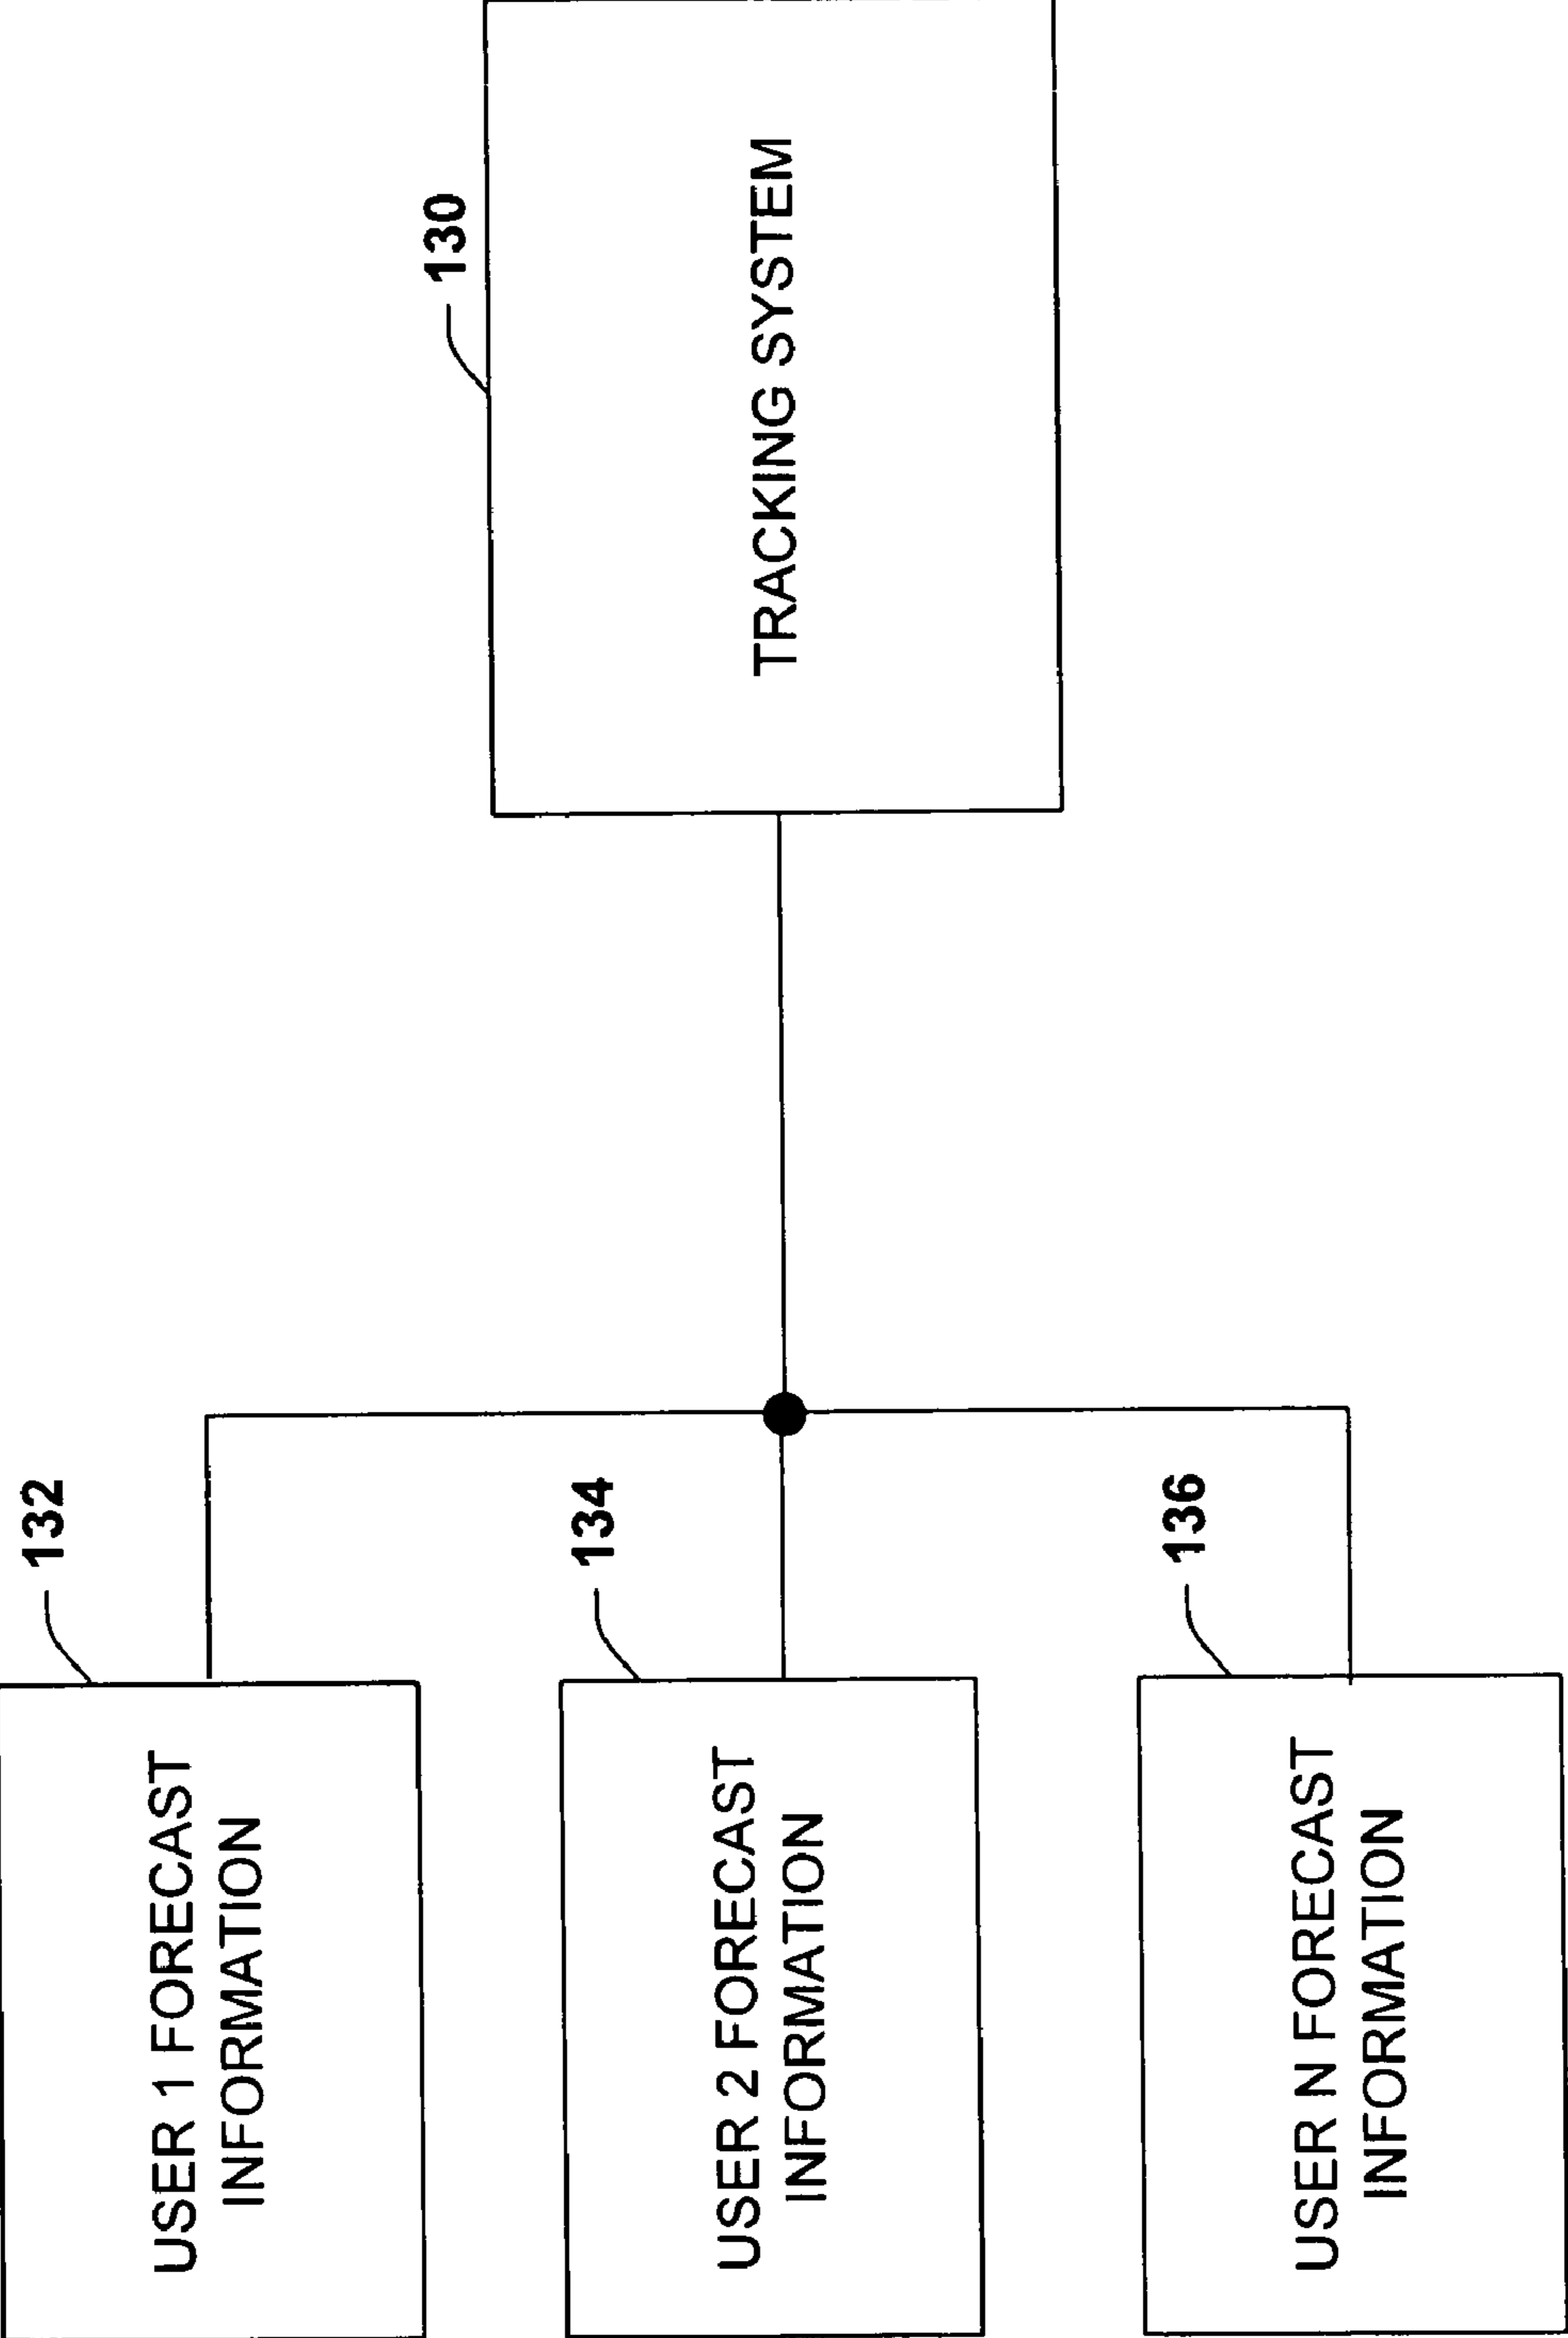 132
USER 1 FORECAST
INFORMATION
134
USER 2 FORECAST
INFORMATION
136
USER N FORECAST
INFORMATION
130
TRACKING SYSTEM